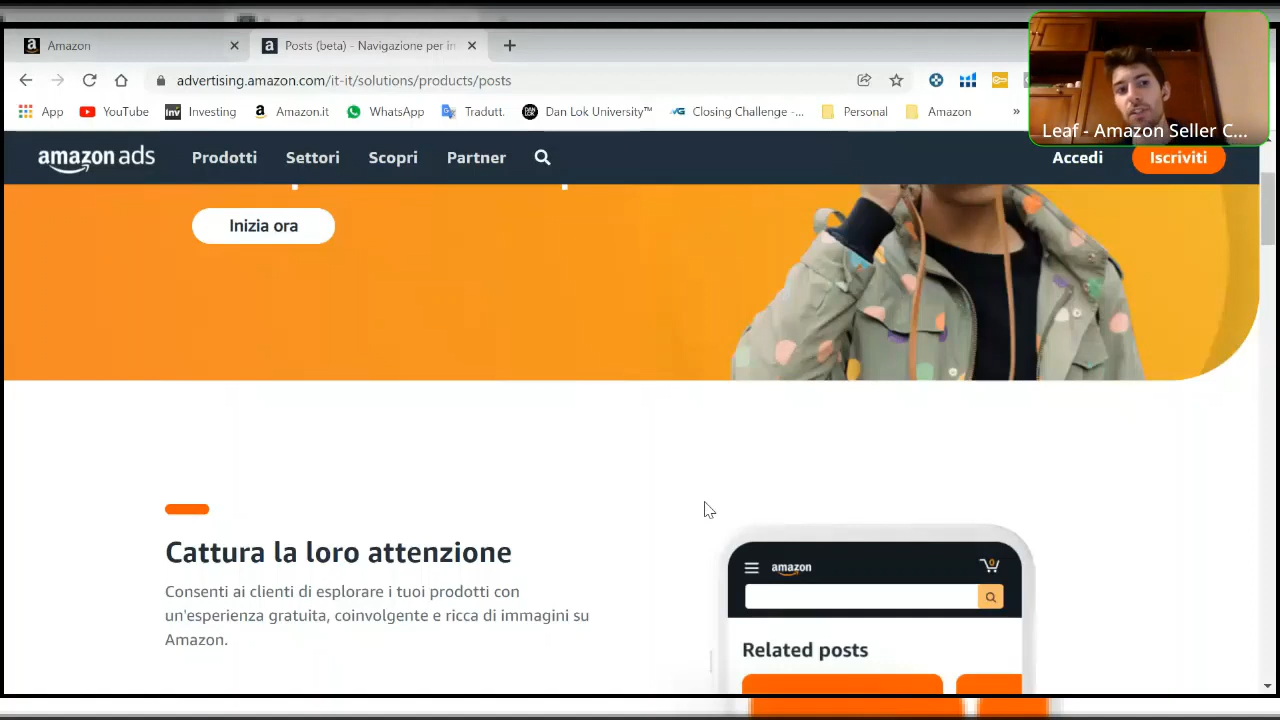 Amazon
Posts (beta) - Navigazione per in
advertising.amazon.com/it-it/solutions/products/posts
App YouTube Investing Amazon.it WhatsApp Tradutt. Dan Lok University™ Closing Challenge -... Personal Amazon »
Leaf - Amazon Seller C...
amazon ads Prodotti Settori Scopri Partner Accedi Iscriviti
Inizia ora
Cattura la loro attenzione
Consenti ai clienti di esplorare i tuoi prodotti con
un'esperienza gratuita, coinvolgente e ricca di immagini su
Amazon.
amazon 0
Related posts